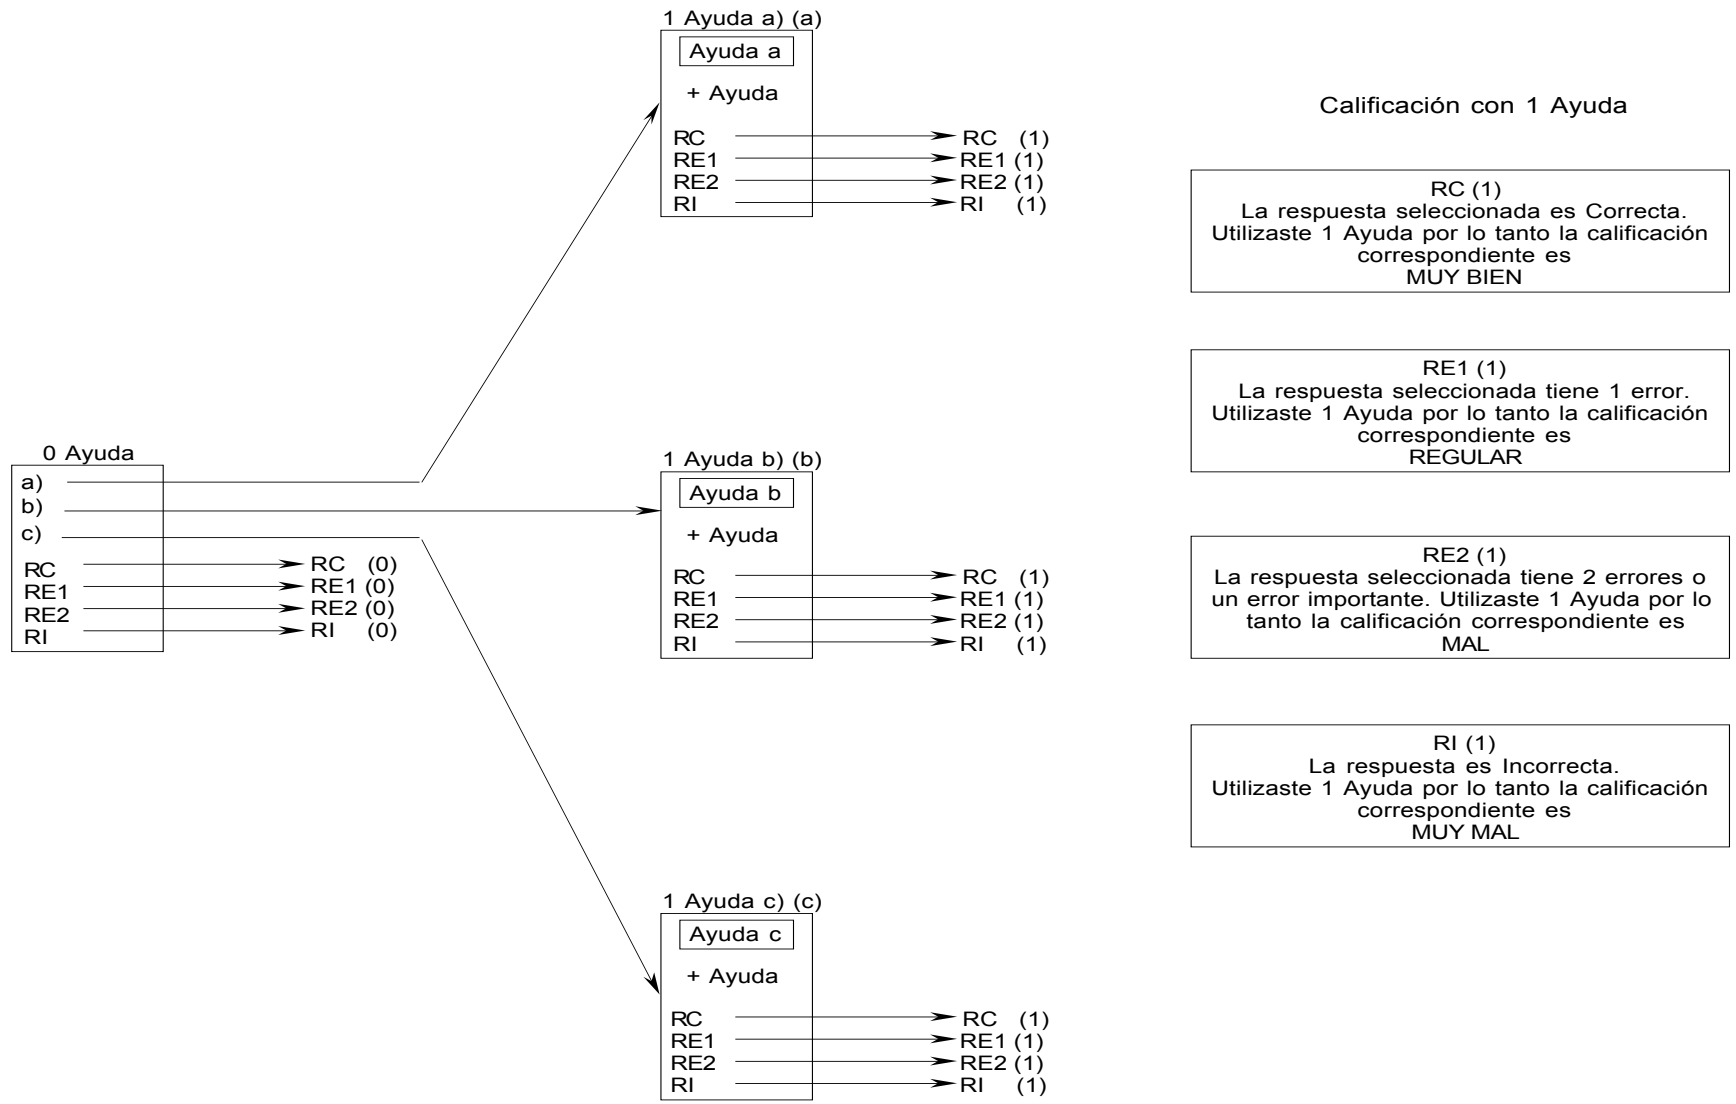 1 Ayuda a) (a)
Ayuda a
+ Ayuda
RC RC (1)
RE1 RE1 (1)
RE2 RE2 (1)
RI RI (1)
Calificación con 1 Ayuda
RC (1)
La respuesta seleccionada es Correcta.
Utilizaste 1 Ayuda por lo tanto la calificación
correspondiente es
MUY BIEN
RE1 (1)
La respuesta seleccionada tiene 1 error.
Utilizaste 1 Ayuda por lo tanto la calificación
correspondiente es
REGULAR
0 Ayuda
a)
b)
c)
RC RC (0)
RE1 RE1 (0)
RE2 RE2 (0)
RI RI (0)
1 Ayuda b) (b)
Ayuda b
+ Ayuda
RC RC (1)
RE1 RE1 (1)
RE2 RE2 (1)
RI RI (1)
RE2 (1)
La respuesta seleccionada tiene 2 errores o
un error importante. Utilizaste 1 Ayuda por lo
tanto la calificación correspondiente es
MAL
RI (1)
La respuesta es Incorrecta.
Utilizaste 1 Ayuda por lo tanto la calificación
correspondiente es
MUY MAL
1 Ayuda c) (c)
Ayuda c
+ Ayuda
RC RC (1)
RE1 RE1 (1)
RE2 RE2 (1)
RI RI (1)